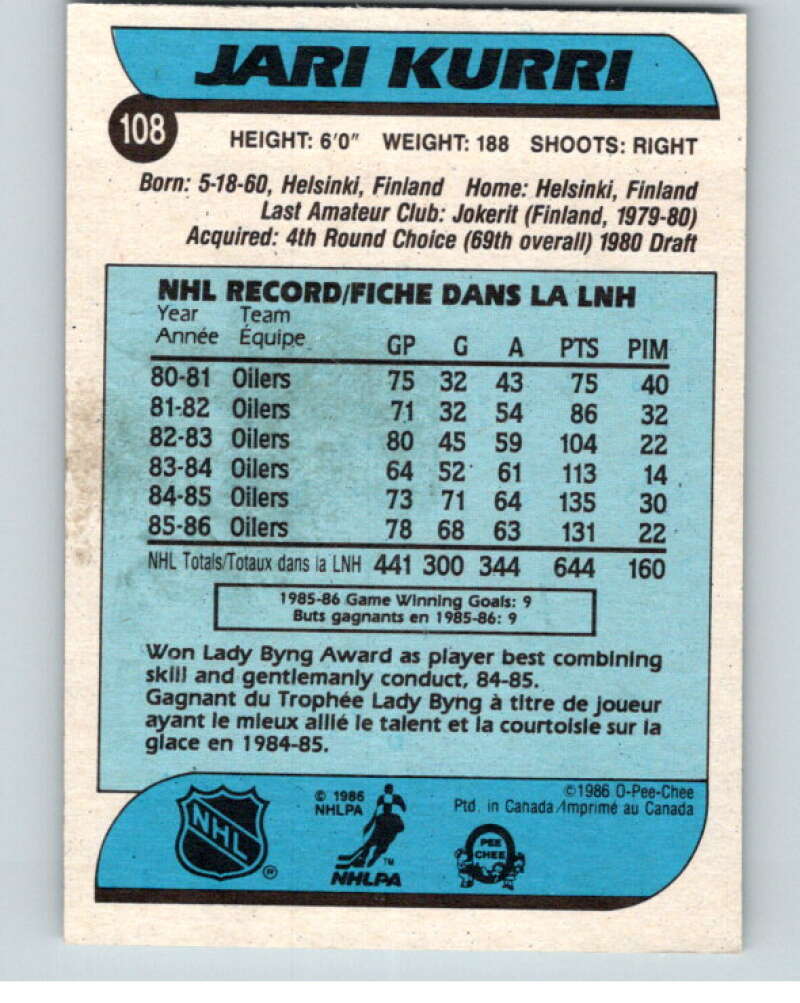 JARI KURRI
108
HEIGHT: 6'0" WEIGHT: 188 SHOOTS: RIGHT
Born: 5-18-60, Helsinki, Finland Home: Helsinki, Finland
Last Amateur Club: Jokerit (Finland, 1979-80)
Acquired: 4th Round Choice (69th overall) 1980 Draft
NHL RECORD/FICHE DANS LA LNH
Year Team
Année Équipe GP G A PTS PIM
80-81 Oilers 75 32 43 75 40
81-82 Oilers 71 32 54 86 32
82-83 Oilers 80 45 59 104 22
83-84 Oilers 64 52 61 113 14
84-85 Oilers 73 71 64 135 30
85-86 Oilers 78 68 63 131 22
NHL Totals/Totaux dans la LNH 441 300 344 644 160
1985-86 Game Winning Goals: 9
Buts gagnants en 1985-86: 9
Won Lady Byng Award as player best combining
skill and gentlemanly conduct, 84-85.
Gagnant du Trophée Lady Byng à titre de joueur
ayant le mieux allié le talent et la courtoisie sur la
glace en 1984-85.
©1986 O-Pee-Chee
Ptd. in Canada/Imprimé au Canada
© 1986
NHLPA
NHL
®
NHLPA
TM
PEE
CHEE